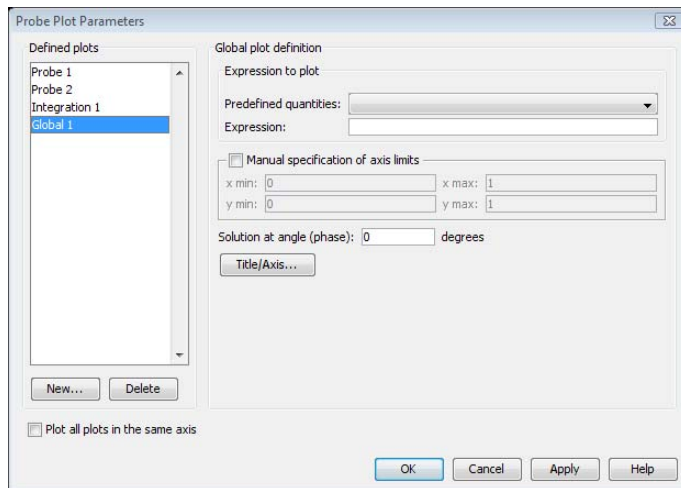 Probe Plot Parameters
Defined plots
Probe 1
Probe 2
Integration 1
Global 1
New...
Delete
Plot all plots in the same axis
Global plot definition
Expression to plot
Predefined quantities:
Expression:
Manual specification of axis limits
x min: 0 x max: 1
y min: 0 y max: 1
Solution at angle (phase): 0 degrees
Title/Axis...
OK Cancel Apply Help